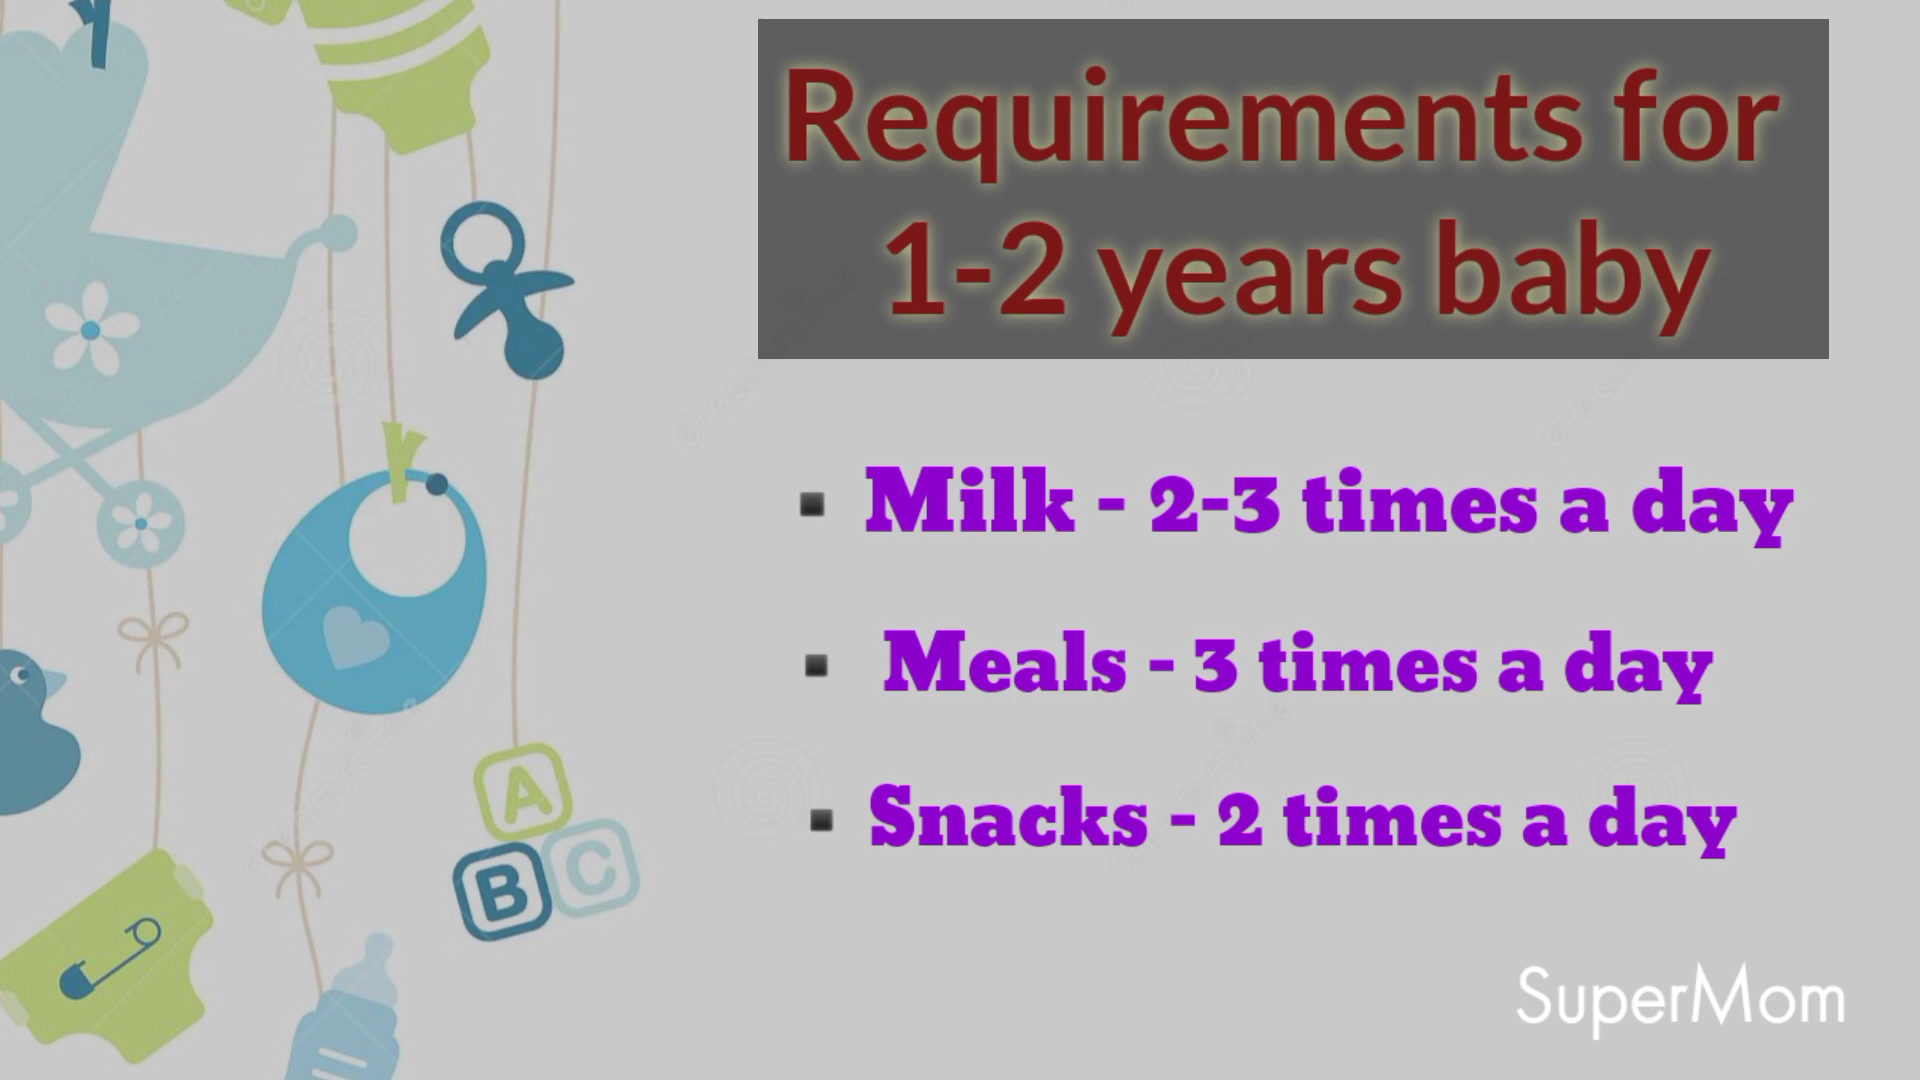 Requirements for
1-2 years baby
▪ Milk - 2-3 times a day
▪ Meals - 3 times a day
▪ Snacks - 2 times a day
A
B C
SuperMom